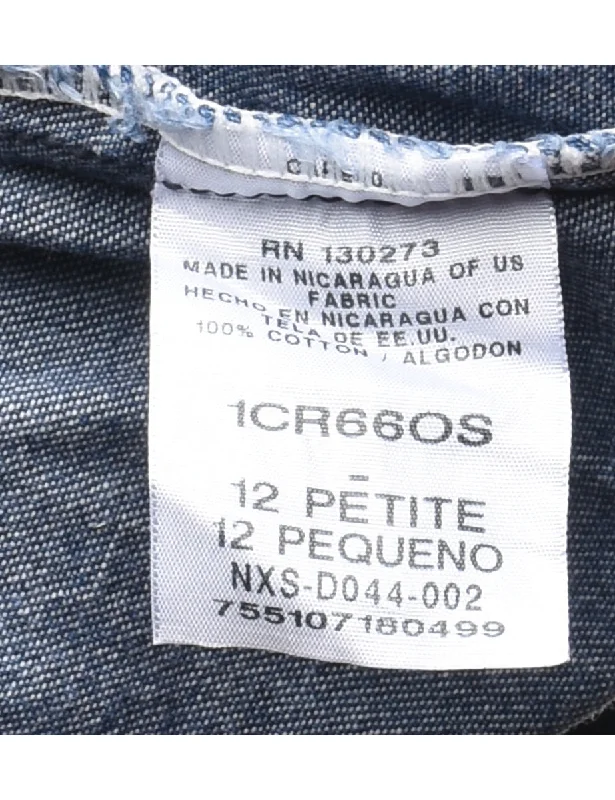 RN 130273
MADE IN NICARAGUA OF US
FABRIC
HECHO EN NICARAGUA CON
TELA DE EE.UU.
100% COTTON / ALGODON
1CR66OS
12 PETITE
12 PEQUENO
NXS-D044-002
755107180499